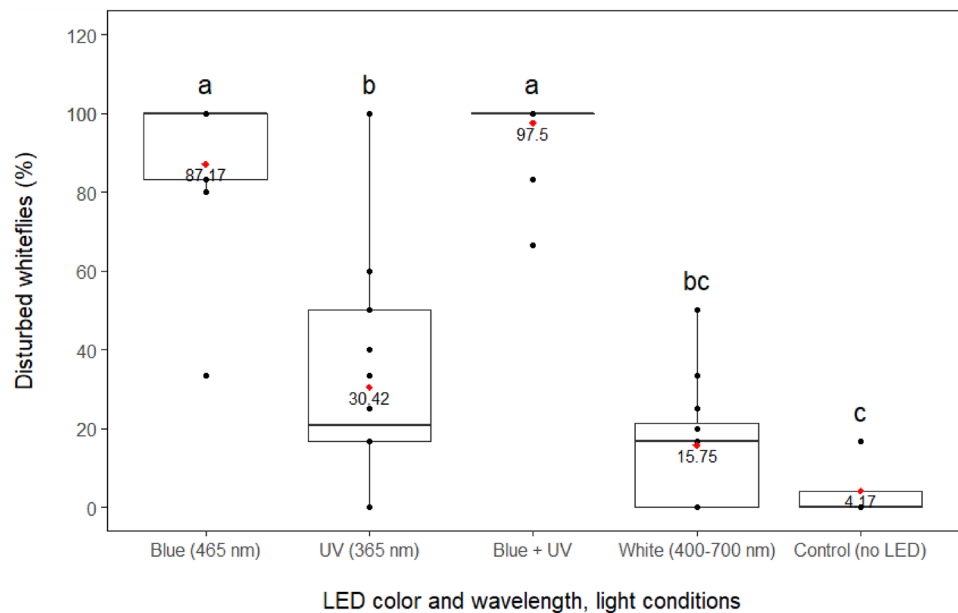 120
100
80
60
40
20
0
Disturbed whiteflies (%)
a
b
a
bc
c
87.17
30.42
97.5
15.75
4.17
Blue (465 nm)
UV (365 nm)
Blue + UV
White (400-700 nm)
Control (no LED)
LED color and wavelength, light conditions